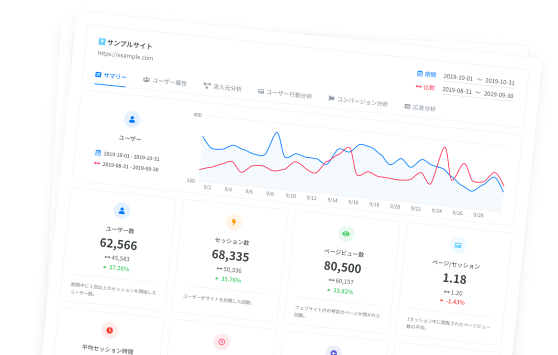 サンプルサイト
https://example.com
期間 2019-10-01 ～ 2019-10-31
比較 2019-08-31 ～ 2019-09-30
サマリー ユーザー属性 流入元分析 ユーザー行動分析 コンバージョン分析 広告分析
ユーザー
2019-10-01 - 2019-10-31
2019-08-31 - 2019-09-30
400
150
9/2 9/4 9/6 9/8 9/10 9/12 9/14 9/16 9/18 9/20 9/22 9/24 9/26 9/28
ユーザー数
62,566
45,583
37.26%
期間中に1回以上のセッションを開始した
ユーザー数。
セッション数
68,335
50,336
35.76%
ユーザーがサイトを訪問した回数。
ページビュー数
80,500
60,157
33.82%
ウェブサイト内の特定のページが開かれた
回数。
ページ/セッション
1.18
1.20
-1.43%
1セッション中に閲覧されたページビュー
数の平均。
平均セッション時間